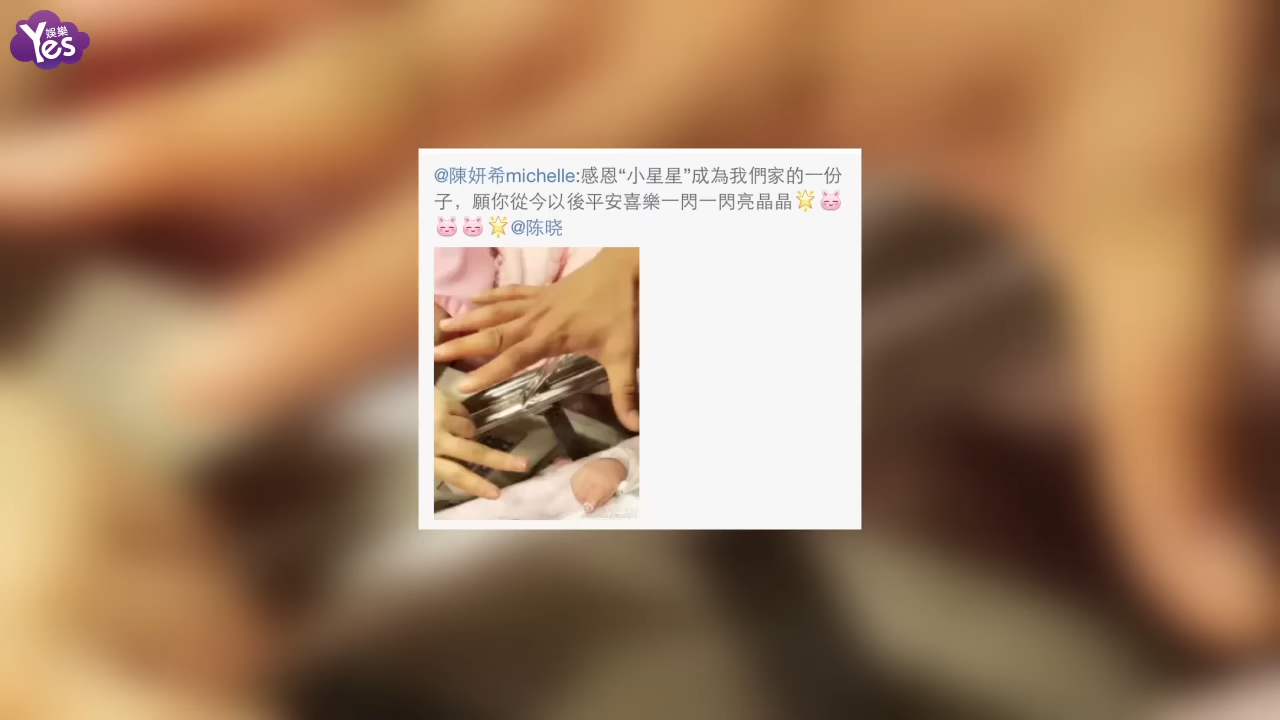 娛樂
Yes
@陳妍希michelle:感恩“小星星”成為我們家的一份
子，願你從今以後平安喜樂一閃一閃亮晶晶
@陈晓